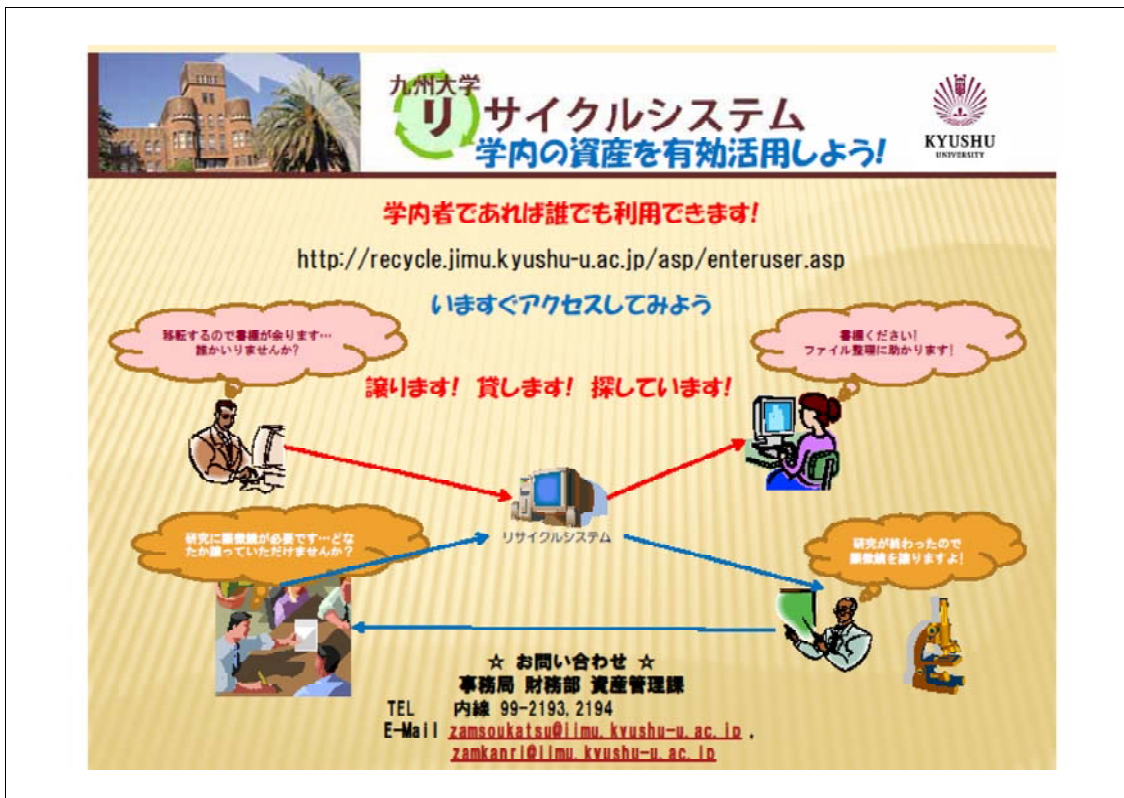 九州大学
リサイクルシステム
学内の資産を有効活用しよう!
KYUSHU
UNIVERSITY
学内者であれば誰でも利用できます!
http://recycle.jimu.kyushu-u.ac.jp/asp/enteruser.asp
いますぐアクセスしてみよう
移転するので書棚が余ります…
誰かいりませんか?
書棚ください!
ファイル整理に助かります!
譲ります! 貸します! 探しています!
リサイクルシステム
研究に顕微鏡が必要です…どな
たか譲っていただけませんか?
研究が終わったので
顕微鏡を譲りますよ!
☆ お問い合わせ ☆
事務局 財務部 資産管理課
TEL 内線 99-2193,2194
E-Mail zamsoukatsu@jimu.kyushu-u.ac.jp ,
zamkanri@jimu.kyushu-u.ac.jp